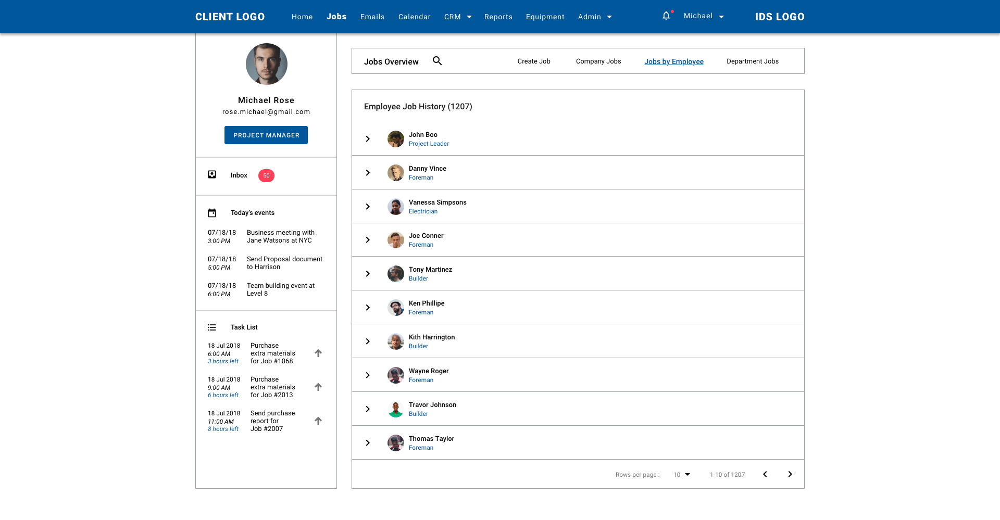 CLIENT LOGO
Home
Jobs
Emails
Calendar
CRM
Reports
Equipment
Admin
Michael
IDS LOGO
Michael Rose
rose.michael@gmail.com
PROJECT MANAGER
Inbox
50
Today's events
07/18/18
3:00 PM
Business meeting with
Jane Watsons at NYC
07/18/18
5:00 PM
Send Proposal document
to Harrison
07/18/18
6:00 PM
Team building event at
Level 8
Task List
18 Jul 2018
6:00 AM
3 hours left
Purchase
extra materials
for Job #1068
18 Jul 2018
9:00 AM
6 hours left
Purchase
extra materials
for Job #2013
18 Jul 2018
11:00 AM
8 hours left
Send purchase
report for
Job #2007
Jobs Overview
Create Job
Company Jobs
Jobs by Employee
Department Jobs
Employee Job History (1207)
John Boo
Project Leader
Danny Vince
Foreman
Vanessa Simpsons
Electrician
Joe Conner
Foreman
Tony Martinez
Builder
Ken Phillipe
Foreman
Kith Harrington
Builder
Wayne Roger
Foreman
Travor Johnson
Builder
Thomas Taylor
Foreman
Rows per page :
10
1-10 of 1207